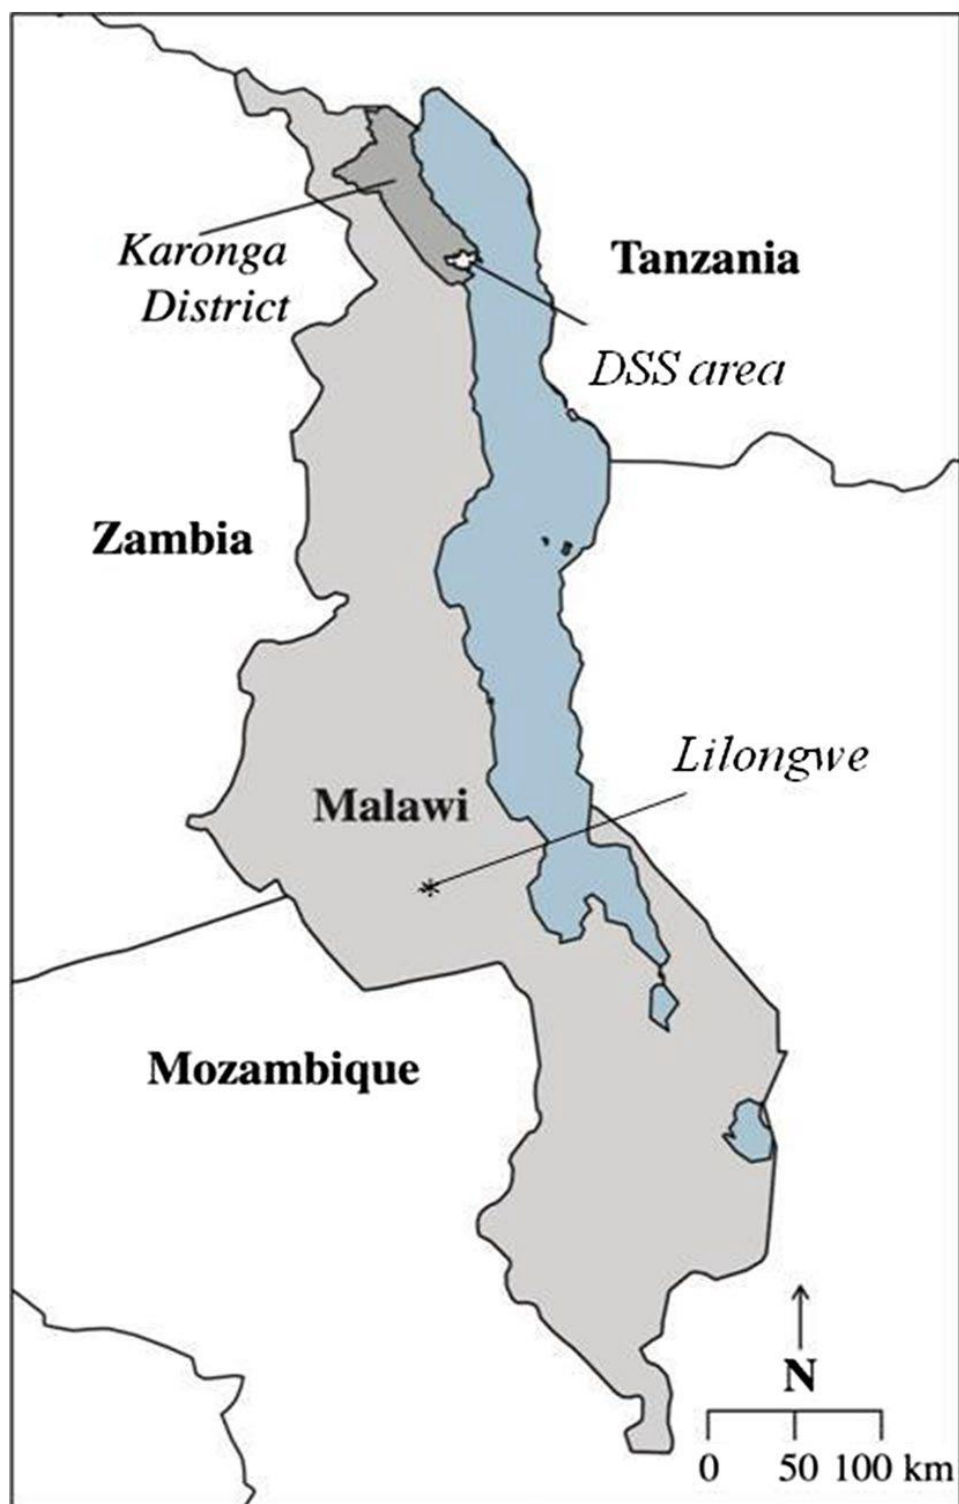 Karonga
District
Tanzania
DSS area
Zambia
Lilongwe
Malawi
Mozambique
N
0 50 100 km